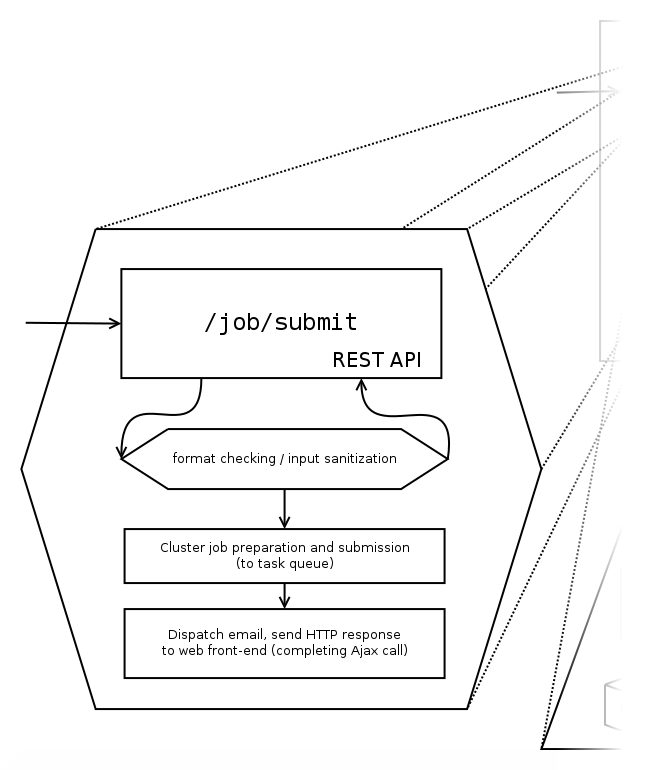 /job/submit
REST API
format checking / input sanitization
Cluster job preparation and submission
(to task queue)
Dispatch email, send HTTP response
to web front-end (completing Ajax call)